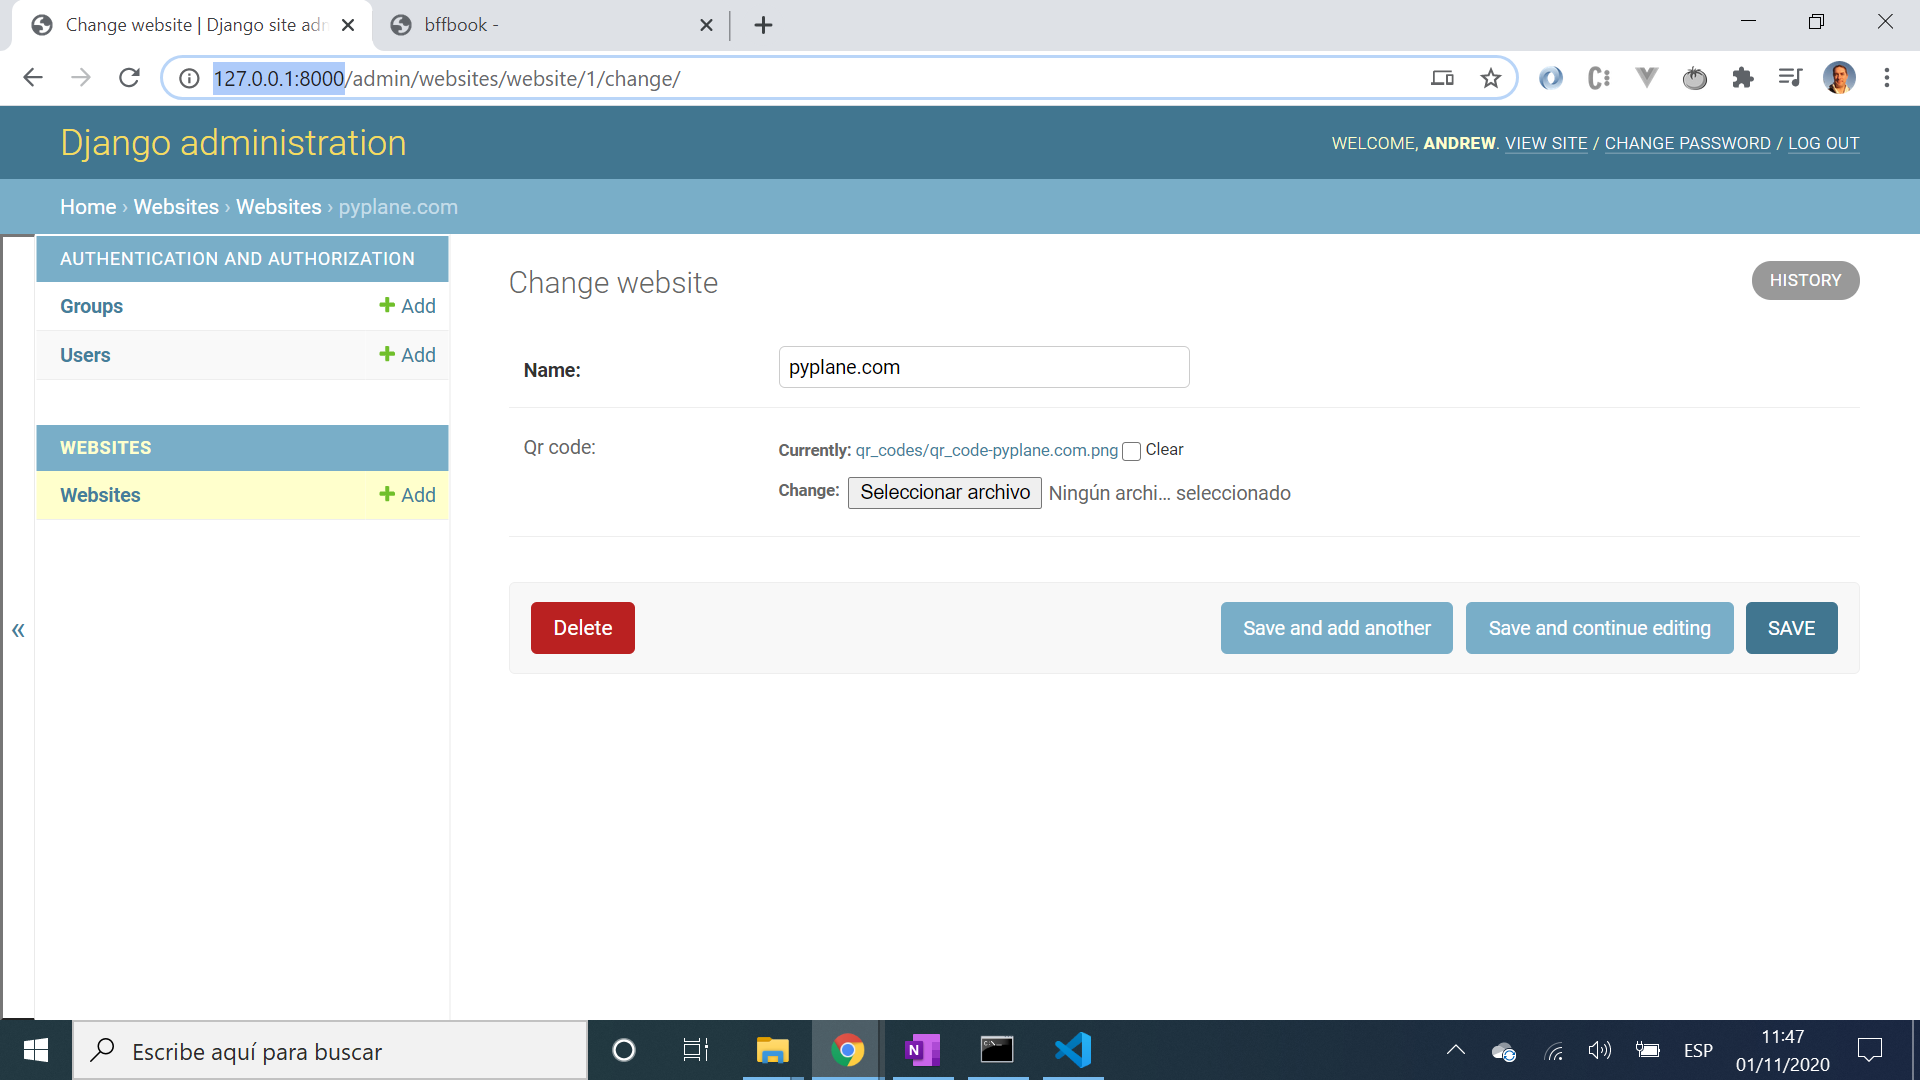 Change website | Django site adm
bffbook -
127.0.0.1:8000/admin/websites/website/1/change/
Django administration
WELCOME, ANDREW. VIEW SITE / CHANGE PASSWORD / LOG OUT
Home › Websites › Websites › pyplane.com
AUTHENTICATION AND AUTHORIZATION
Groups + Add
Users + Add
WEBSITES
Websites + Add
«
Change website
HISTORY
Name: pyplane.com
Qr code:
Currently: qr_codes/qr_code-pyplane.com.png Clear
Change: Seleccionar archivo Ningún archi... seleccionado
Delete
Save and add another
Save and continue editing
SAVE
Escribe aquí para buscar
N
C:\
ESP
11:47
01/11/2020